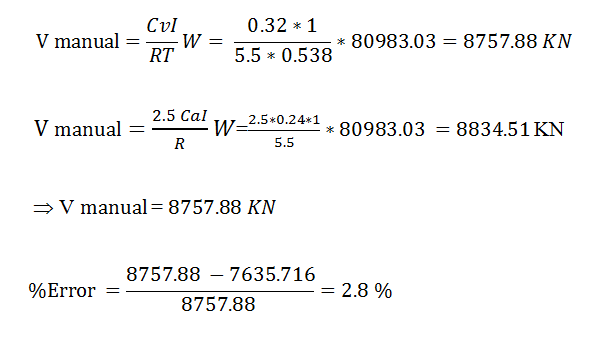 V manual = CvI/RT W = 0.32 * 1/5.5 * 0.538 * 80983.03 = 8757.88 KN
V manual = 2.5 CaI/R W=2.5*0.24*1/5.5 * 80983.03 = 8834.51 KN
⇒ V manual = 8757.88 KN
%Error = 8757.88 − 7635.716/8757.88 = 2.8 %